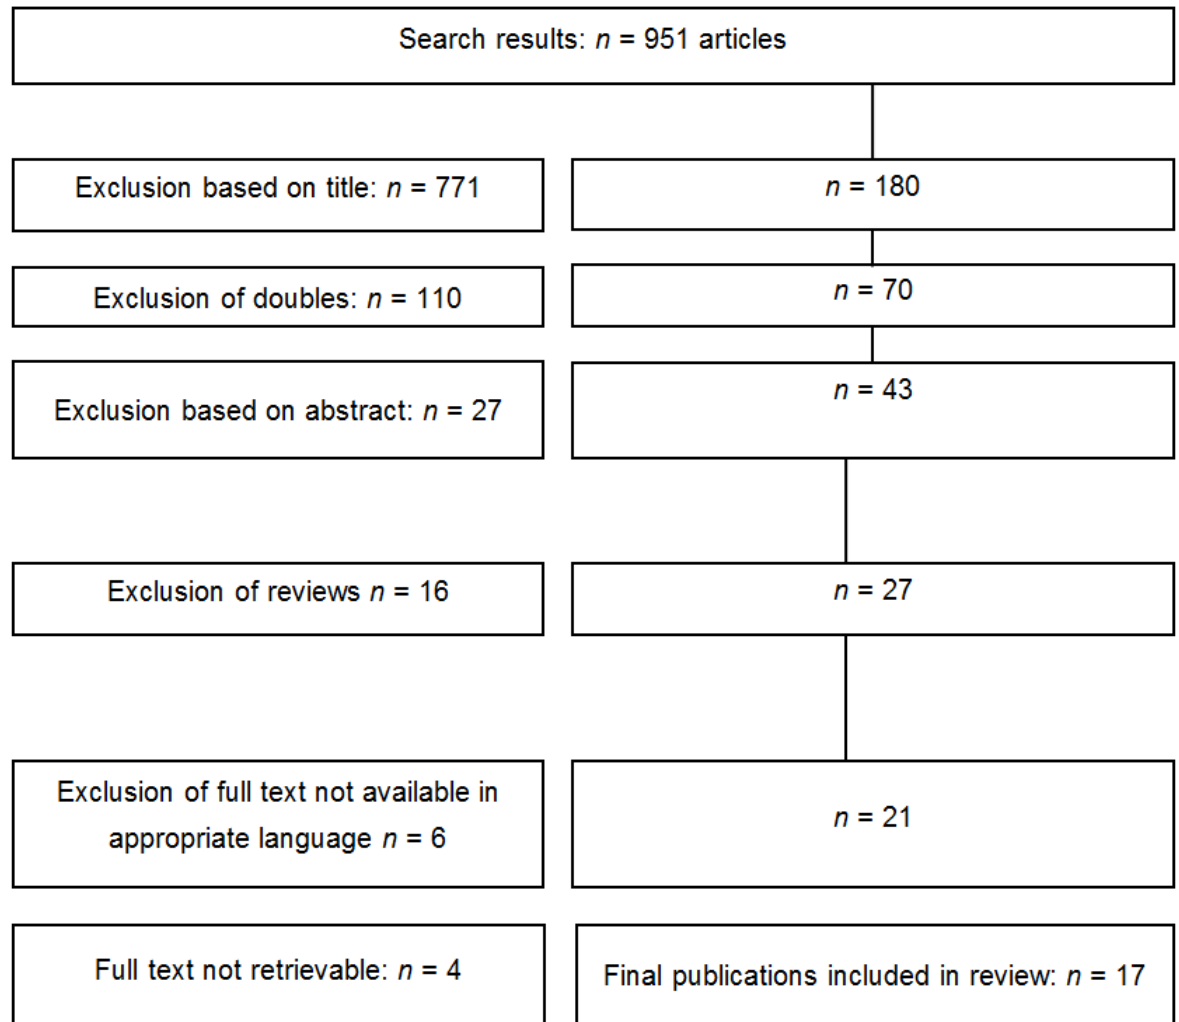 Search results: n = 951 articles
Exclusion based on title: n = 771
n = 180
Exclusion of doubles: n = 110
n = 70
Exclusion based on abstract: n = 27
n = 43
Exclusion of reviews n = 16
n = 27
Exclusion of full text not available in
appropriate language n = 6
n = 21
Full text not retrievable: n = 4
Final publications included in review: n = 17